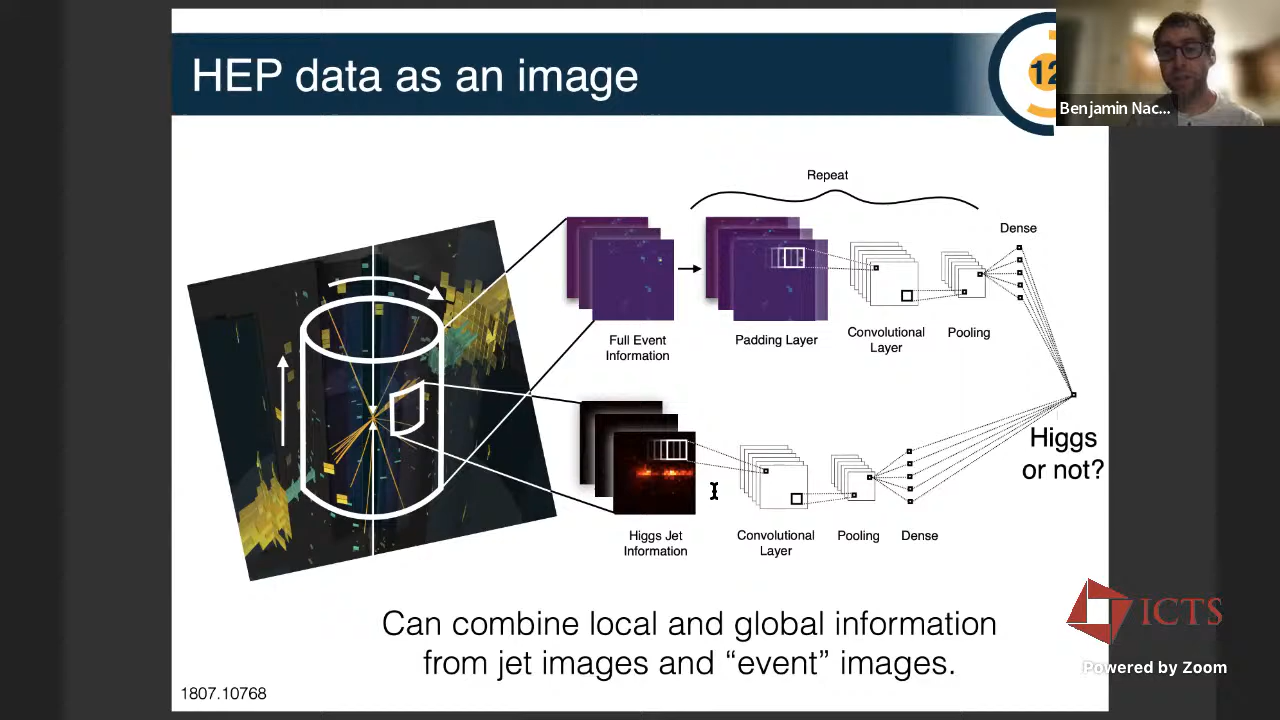 HEP data as an image
12
Benjamin Nac...
Repeat
Dense
Full Event
Information
Padding Layer
Convolutional
Layer
Pooling
Higgs
or not?
Higgs Jet
Information
Convolutional
Layer
Pooling
Dense
Can combine local and global information
from jet images and “event” images.
1807.10768
ICTS
Powered by Zoom